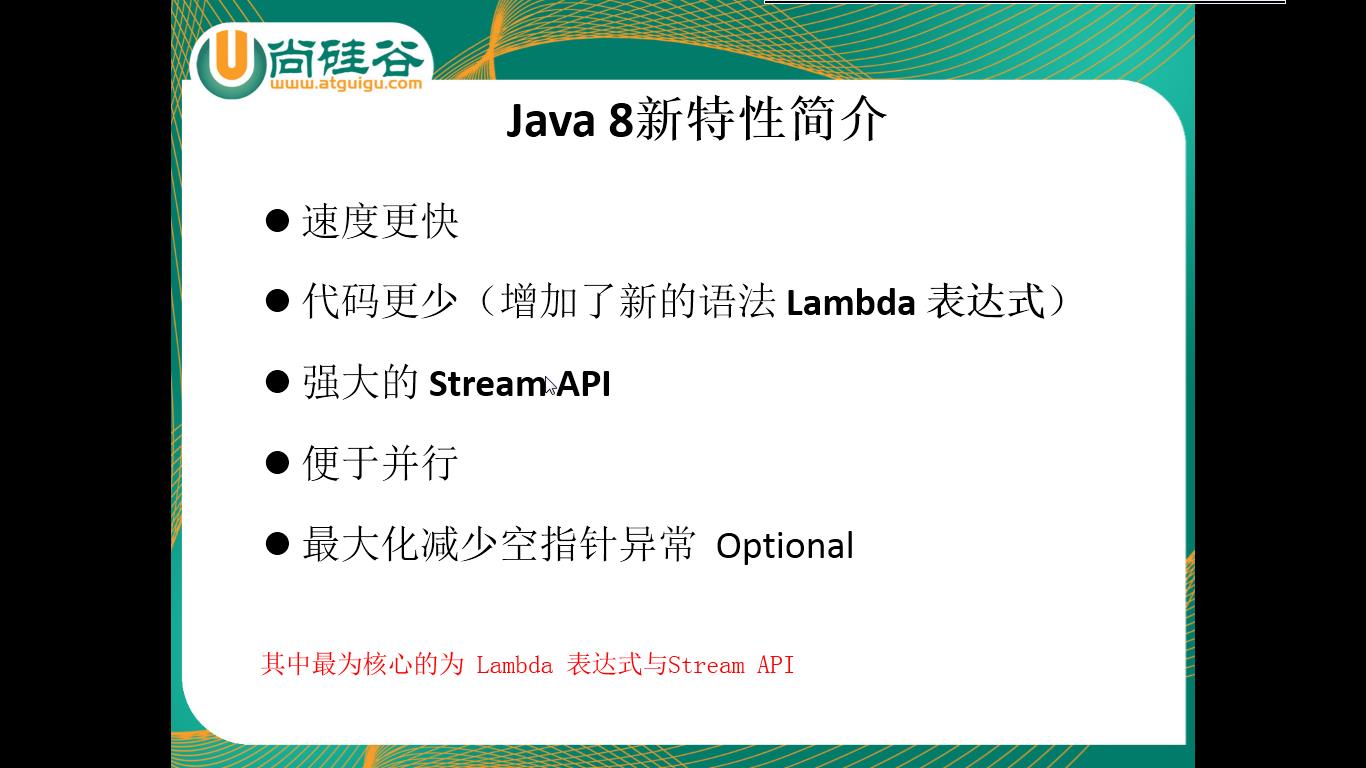 尚硅谷
www.atguigu.com
Java 8新特性简介
速度更快
代码更少（增加了新的语法 Lambda 表达式）
强大的 Stream API
便于并行
最大化减少空指针异常 Optional
其中最为核心的为 Lambda 表达式与Stream API